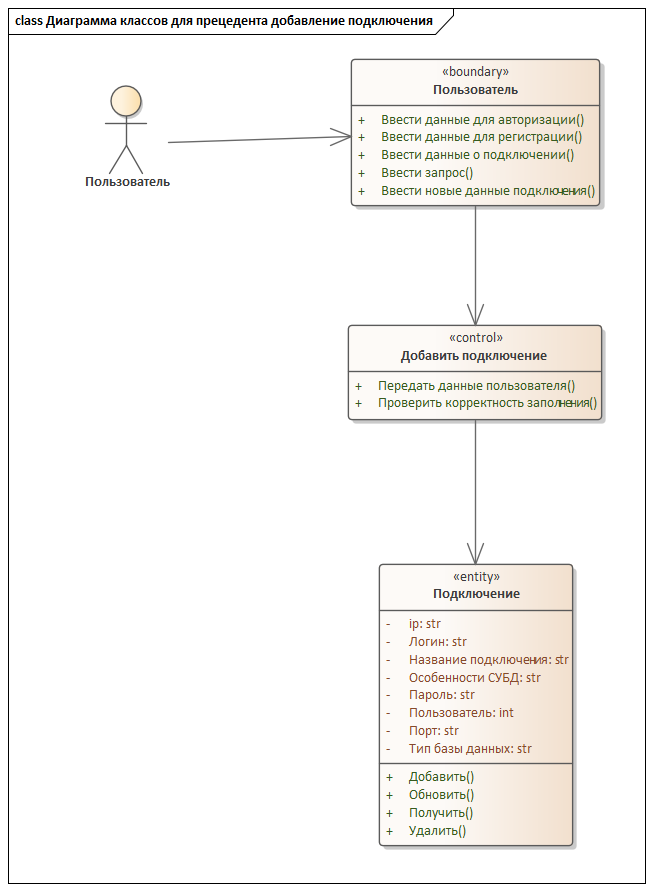 class Диаграмма классов для прецедента добавление подключения
Пользователь
«boundary»
Пользователь
+ Ввести данные для авторизации()
+ Ввести данные для регистрации()
+ Ввести данные о подключении()
+ Ввести запрос()
+ Ввести новые данные подключения()
«control»
Добавить подключение
+ Передать данные пользователя()
+ Проверить корректность заполнения()
«entity»
Подключение
- ip: str
- Логин: str
- Название подключения: str
- Особенности СУБД: str
- Пароль: str
- Пользователь: int
- Порт: str
- Тип базы данных: str
+ Добавить()
+ Обновить()
+ Получить()
+ Удалить()